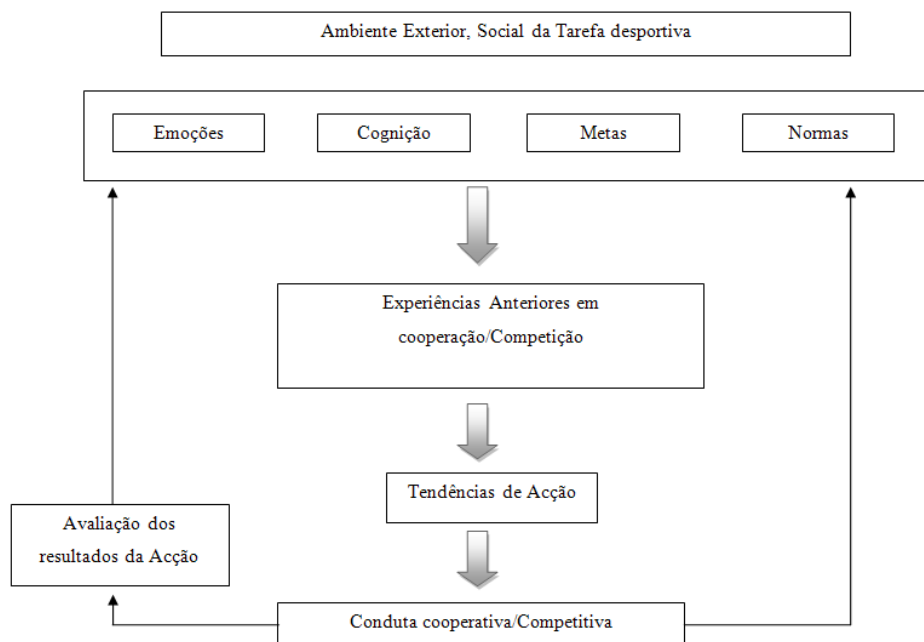 Ambiente Exterior, Social da Tarefa desportiva
Emoções
Cognição
Metas
Normas
Experiências Anteriores em
cooperação/Competição
Tendências de Acção
Avaliação dos
resultados da Acção
Conduta cooperativa/Competitiva